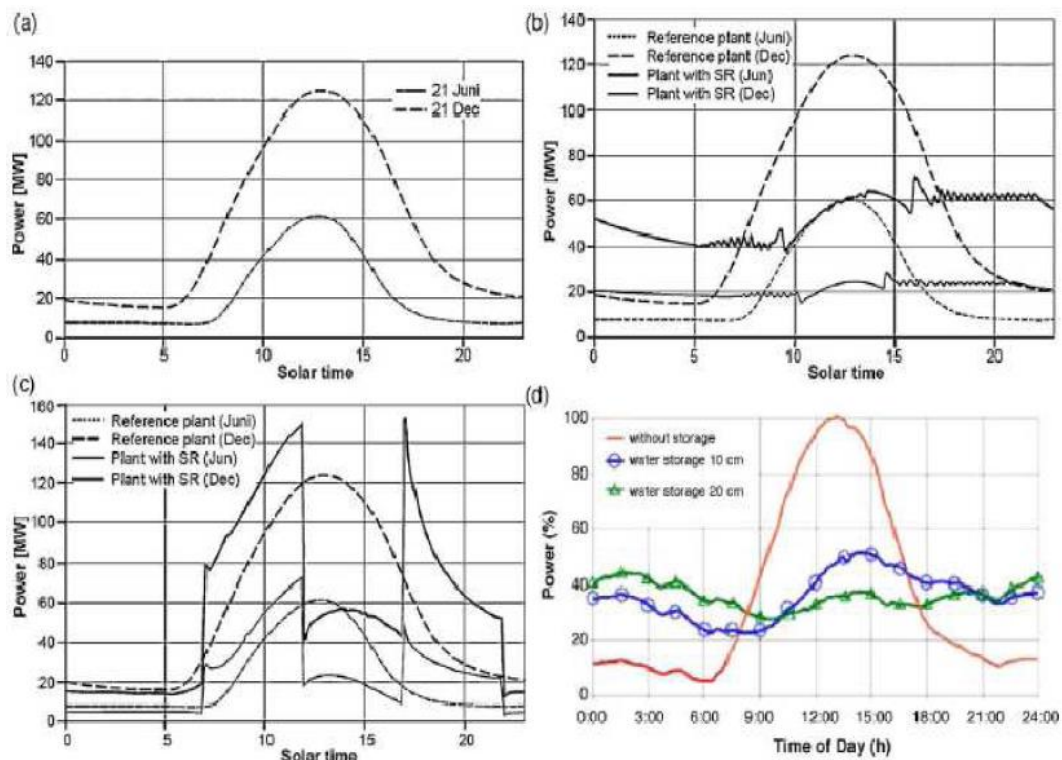 (a)
140
120
100
80
60
40
20
0
Power [MW]
21 Juni
21 Dec
0 5 10 15 20
Solar time
(b)
Reference plant (Juni)
Reference plant (Dec)
Plant with SR (Jun)
Plant with SR (Dec)
140
120
100
80
60
40
20
0
Power [MW]
0 5 10 15 20
Solar time
(c)
160
140
120
100
80
60
40
20
0
Power [MW]
Reference plant (Juni)
Reference plant (Dec)
Plant with SR (Jun)
Plant with SR (Dec)
0 5 10 15 20
Solar time
(d)
100
80
60
40
20
0
Power (%)
without storage
water storage 10 cm
water storage 20 cm
0:00 3:00 6:00 9:00 12:00 15:00 18:00 21:00 24:00
Time of Day (h)